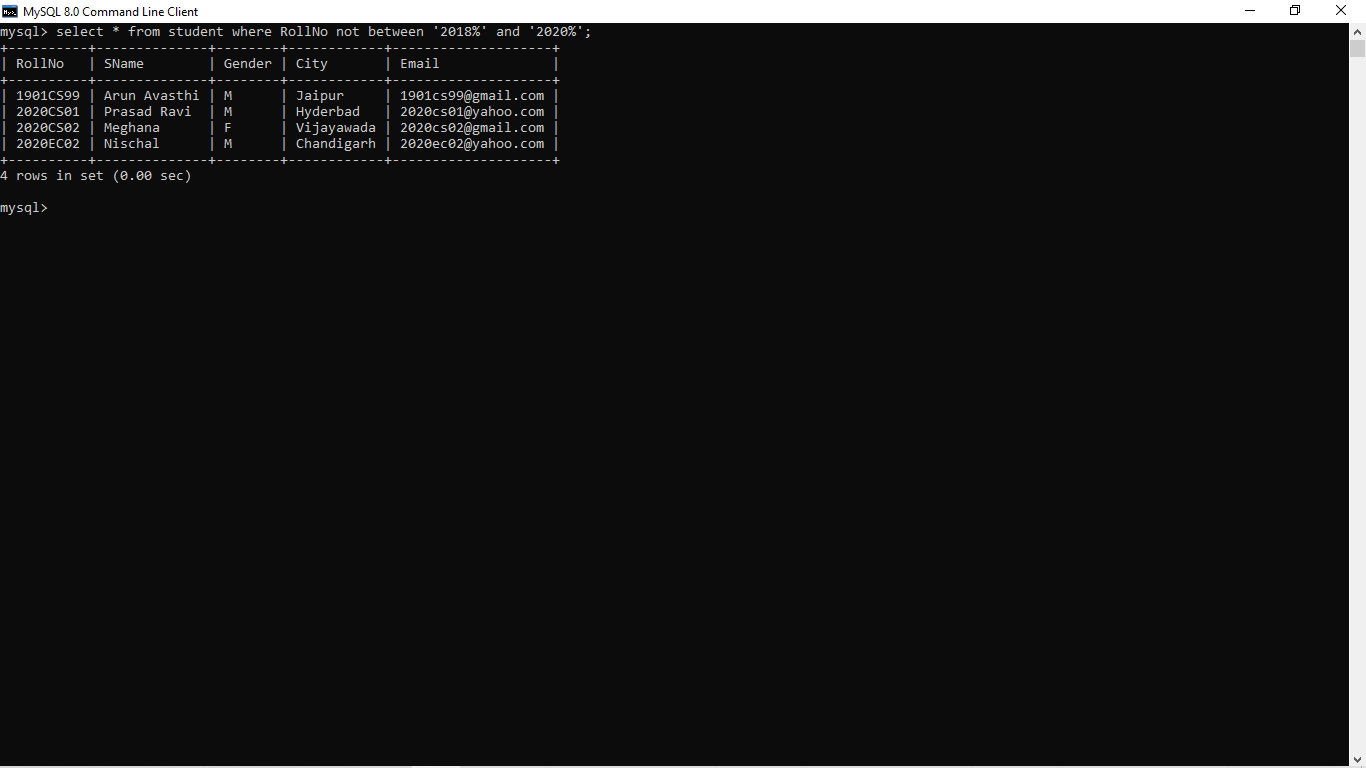 MySQL 8.0 Command Line Client
mysql> select * from student where RollNo not between '2018%' and '2020%';
+----------+--------------+--------+------------+--------------------+
| RollNo   | SName        | Gender | City       | Email              |
+----------+--------------+--------+------------+--------------------+
| 1901CS99 | Arun Avasthi | M      | Jaipur     | 1901cs99@gmail.com |
| 2020CS01 | Prasad Ravi  | M      | Hyderbad   | 2020cs01@yahoo.com |
| 2020CS02 | Meghana      | F      | Vijayawada | 2020cs02@gmail.com |
| 2020EC02 | Nischal      | M      | Chandigarh | 2020ec02@yahoo.com |
+----------+--------------+--------+------------+--------------------+
4 rows in set (0.00 sec)
mysql>